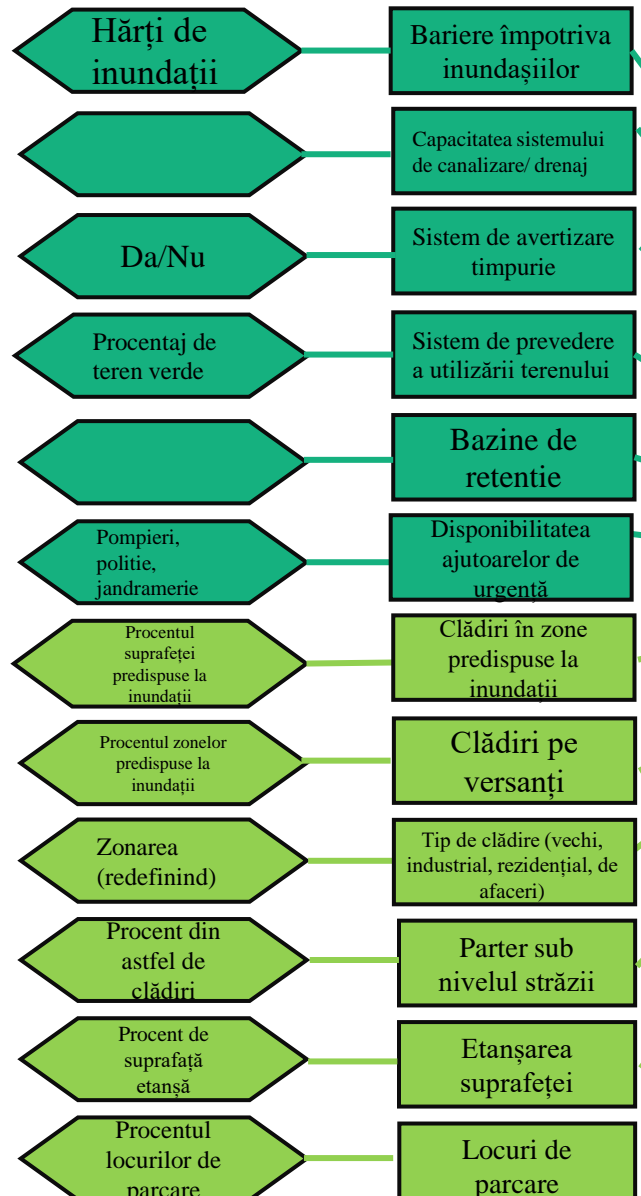 Hărți de
inundații
Bariere împotriva
inundașiilor
Capacitatea sistemului
de canalizare/ drenaj
Da/Nu
Sistem de avertizare
timpurie
Procentaj de
teren verde
Sistem de prevedere
a utilizării terenului
Bazine de
retentie
Pompieri,
politie,
jandramerie
Disponibilitatea
ajutoarelor de
urgență
Procentul
suprafeței
predispuse la
inundații
Clădiri în zone
predispuse la
inundații
Procentul zonelor
predispuse la
inundații
Clădiri pe
versanți
Zonarea
(redefinind)
Tip de clădire (vechi,
industrial, rezidențial, de
afaceri)
Procent din
astfel de
clădiri
Parter sub
nivelul străzii
Procent de
suprafață
etanșă
Etanșarea
suprafeței
Procentul
locurilor de
parcare
Locuri de
parcare